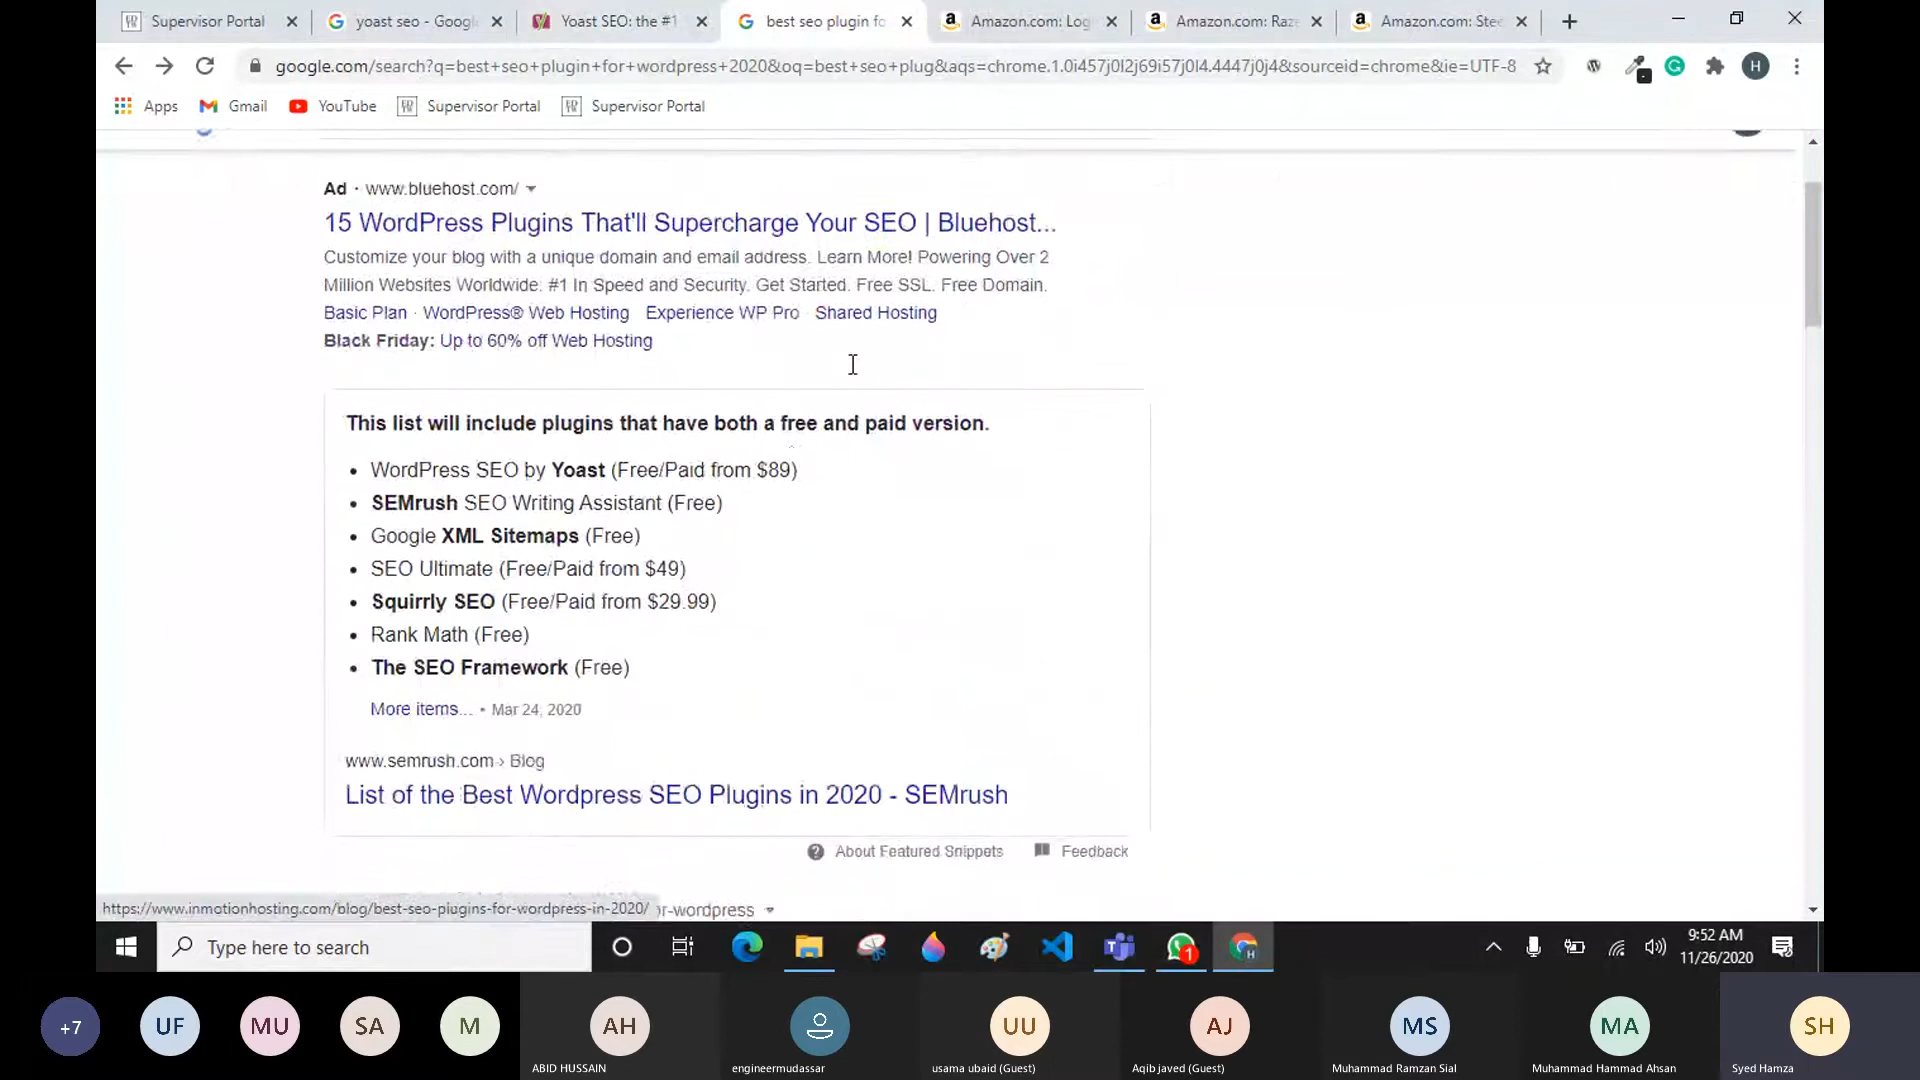 Supervisor Portal
yoast seo - Googl
Yoast SEO: the #1
best seo plugin fo
Amazon.com: Log
Amazon.com: Raz
Amazon.com: Stee
google.com/search?q=best+seo+plugin+for+wordpress+2020&oq=best+seo+plug&aqs=chrome.1.0i457j0l2j69i57j0l4.4447j0j4&sourceid=chrome&ie=UTF-8
H
Apps
Gmail
YouTube
Supervisor Portal
Supervisor Portal
Ad · www.bluehost.com/
15 WordPress Plugins That'll Supercharge Your SEO | Bluehost...
Customize your blog with a unique domain and email address. Learn More! Powering Over 2
Million Websites Worldwide. #1 In Speed and Security. Get Started. Free SSL. Free Domain.
Basic Plan · WordPress® Web Hosting · Experience WP Pro · Shared Hosting
Black Friday: Up to 60% off Web Hosting
This list will include plugins that have both a free and paid version.
• WordPress SEO by Yoast (Free/Paid from $89)
• SEMrush SEO Writing Assistant (Free)
• Google XML Sitemaps (Free)
• SEO Ultimate (Free/Paid from $49)
• Squirrly SEO (Free/Paid from $29.99)
• Rank Math (Free)
• The SEO Framework (Free)
More items... • Mar 24, 2020
www.semrush.com › Blog
List of the Best Wordpress SEO Plugins in 2020 - SEMrush
About Featured Snippets
Feedback
https://www.inmotionhosting.com/blog/best-seo-plugins-for-wordpress-in-2020/
r-wordpress
Type here to search
1
H
9:52 AM
11/26/2020
+7
UF
MU
SA
M
AH
UU
AJ
MS
MA
SH
ABID HUSSAIN
engineermudassar
usama ubaid (Guest)
Aqib javed (Guest)
Muhammad Ramzan Sial
Muhammad Hammad Ahsan
Syed Hamza